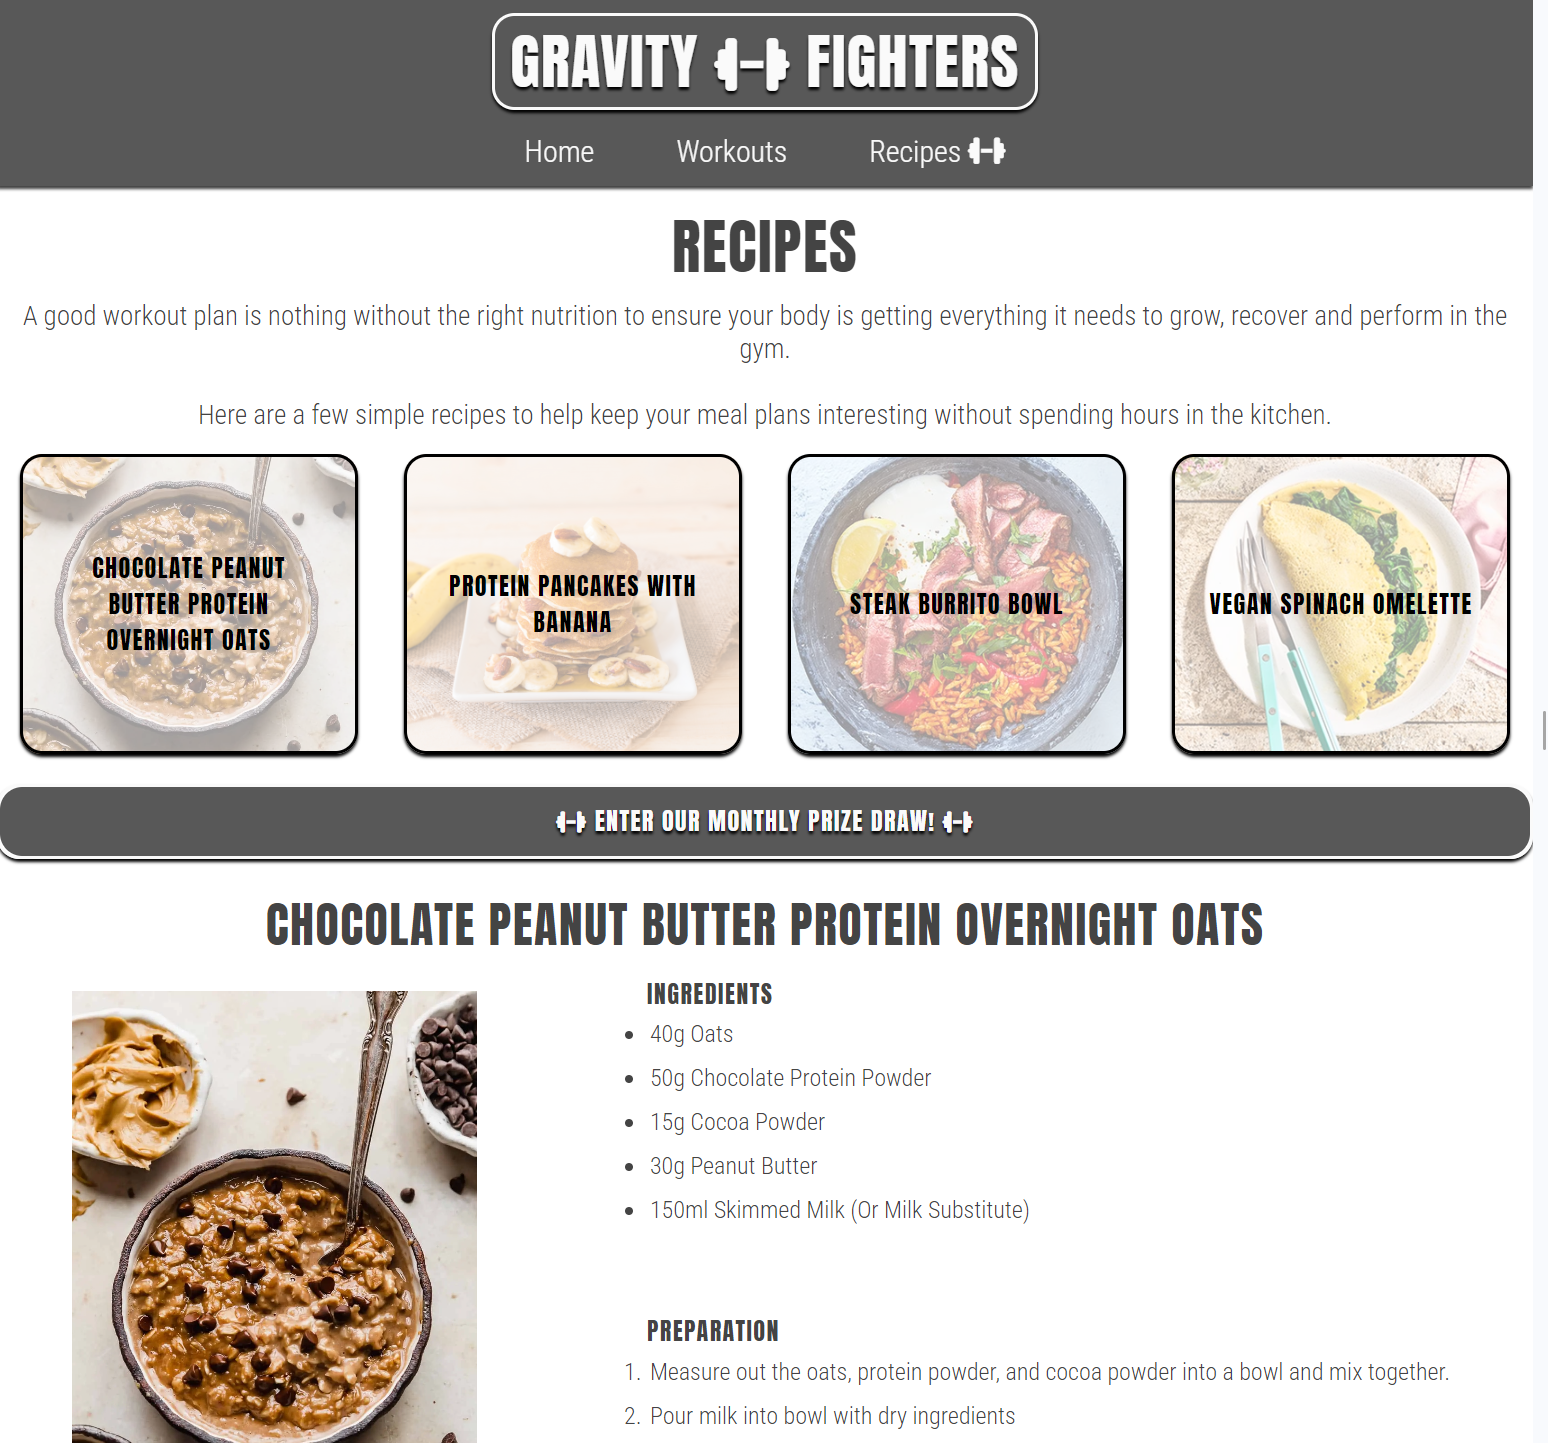 GRAVITY FIGHTERS
Home Workouts Recipes
RECIPES
A good workout plan is nothing without the right nutrition to ensure your body is getting everything it needs to grow, recover and perform in the
gym.
Here are a few simple recipes to help keep your meal plans interesting without spending hours in the kitchen.
CHOCOLATE PEANUT
BUTTER PROTEIN
OVERNIGHT OATS
PROTEIN PANCAKES WITH
BANANA
STEAK BURRITO BOWL
VEGAN SPINACH OMELETTE
ENTER OUR MONTHLY PRIZE DRAW!
CHOCOLATE PEANUT BUTTER PROTEIN OVERNIGHT OATS
INGREDIENTS
• 40g Oats
• 50g Chocolate Protein Powder
• 15g Cocoa Powder
• 30g Peanut Butter
• 150ml Skimmed Milk (Or Milk Substitute)
PREPARATION
1. Measure out the oats, protein powder, and cocoa powder into a bowl and mix together.
2. Pour milk into bowl with dry ingredients